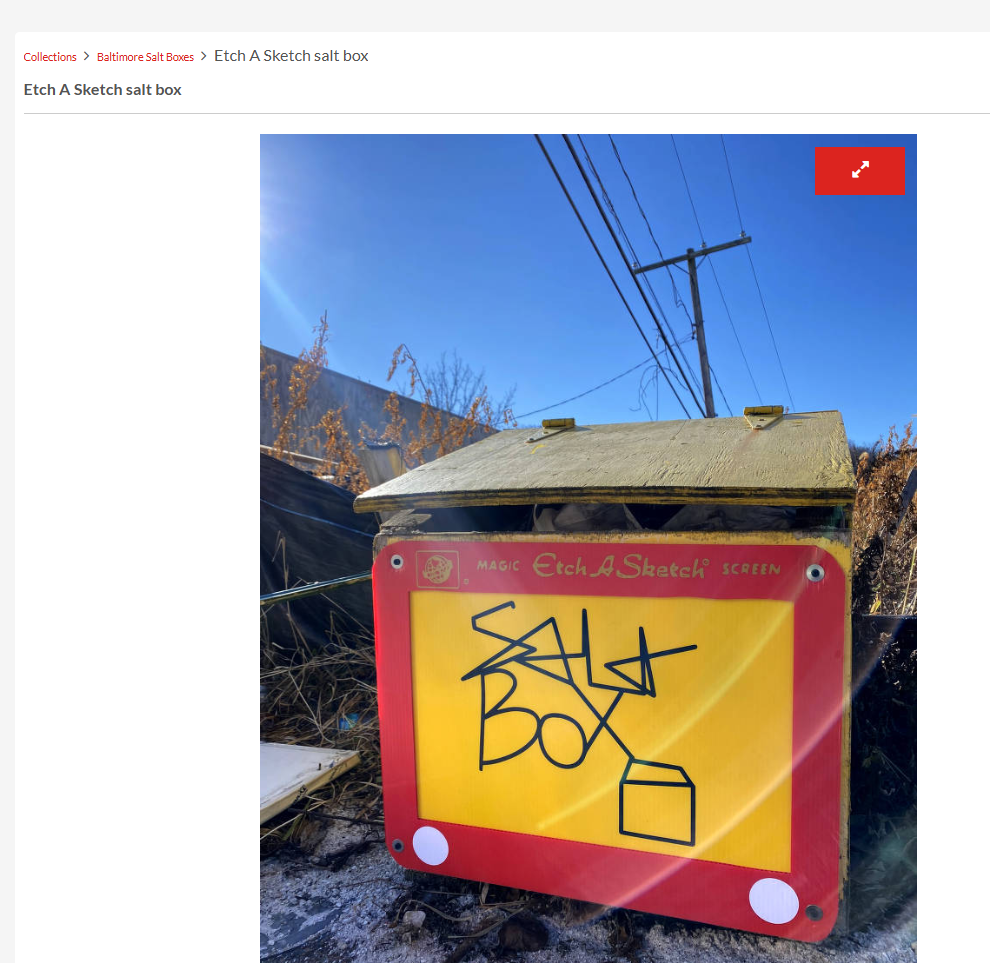 Collections > Baltimore Salt Boxes > Etch A Sketch salt box
Etch A Sketch salt box
MAGIC Etch A Sketch® SCREEN
SALt
BOX